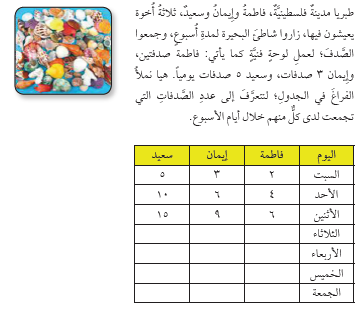 طبريا مدينةٌ فلسطينيَّةٌ، فاطمةُ وإيمانُ وسعيدٌ، ثلاثةُ أُخوة
يعيشون فيها، زاروا شاطئَ البحيرة لمدةِ أُسبوعٍ، وجمعوا
الصَّدفَ؛ لعملِ لوحةٍ فنيَّةٍ كما يأتي: فاطمةُ صدفتين،
وإيمان ٣ صدفات، وسعيد ٥ صدفات يومياً. هيا نملأُ
الفراغَ في الجدولِ؛ لنتعرَّفَ إلى عددِ الصَّدفاتِ التي
تجمعت لدى كلٍّ منهم خلال أيام الأسبوع.
اليوم فاطمة إيمان سعيد
السبت ٢ ٣ ٥
الأحد ٤ ٦ ١٠
الأثنين ٦ ٩ ١٥
الثلاثاء
الأربعاء
الخميس
الجمعة